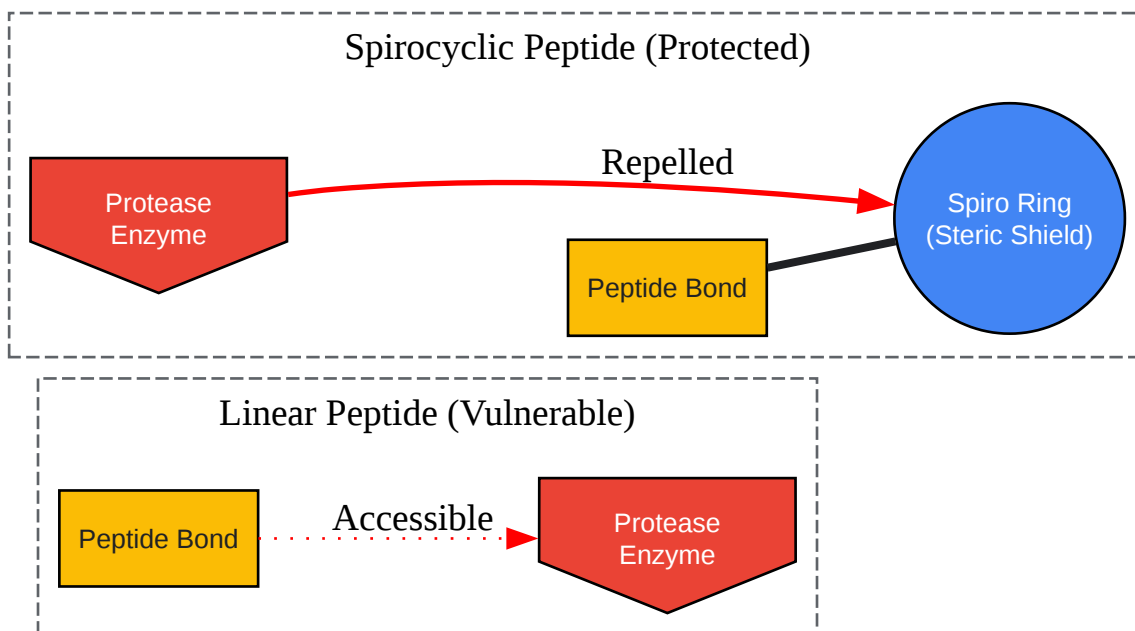 Spirocyclic Peptide (Protected)
Repelled
Protease
Enzyme
Spiro Ring
(Steric Shield)
Peptide Bond
Linear Peptide (Vulnerable)
Peptide Bond
Accessible
Protease
Enzyme